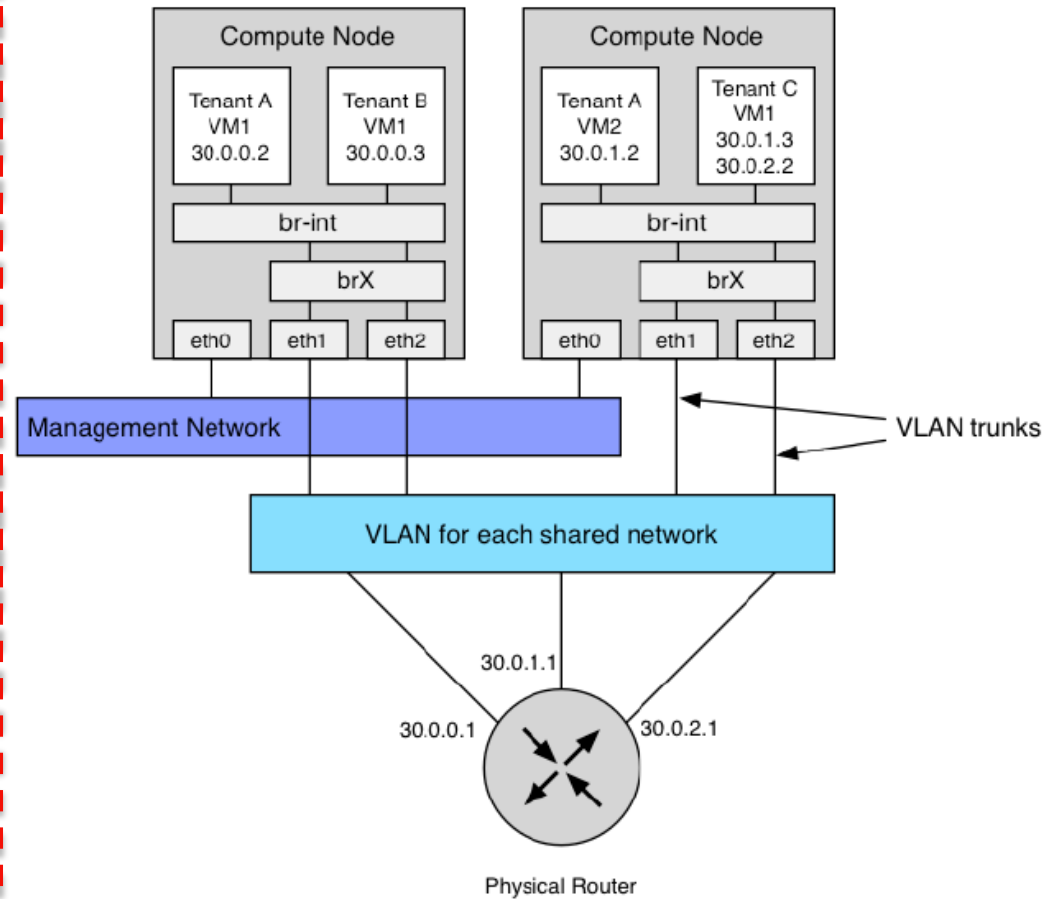 Compute Node
Tenant A
VM1
30.0.0.2
Tenant B
VM1
30.0.0.3
br-int
brX
eth0
eth1
eth2
Compute Node
Tenant A
VM2
30.0.1.2
Tenant C
VM1
30.0.1.3
30.0.2.2
br-int
brX
eth0
eth1
eth2
Management Network
VLAN trunks
VLAN for each shared network
30.0.1.1
30.0.0.1
30.0.2.1
Physical Router